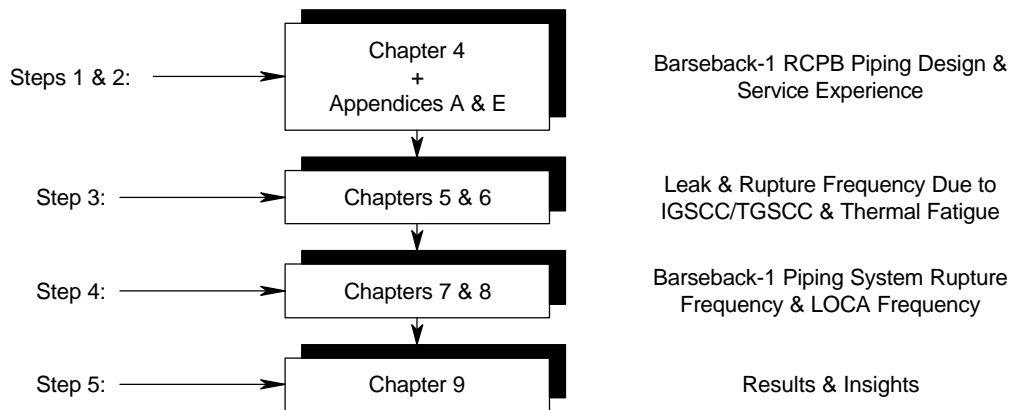 Chapter 4
+
Appendices A & E
Steps 1 & 2:
Barseback-1 RCPB Piping Design &
Service Experience
Step 3:
Chapters 5 & 6
Leak & Rupture Frequency Due to
IGSCC/TGSCC & Thermal Fatigue
Step 4:
Chapters 7 & 8
Barseback-1 Piping System Rupture
Frequency & LOCA Frequency
Step 5:
Chapter 9
Results & Insights